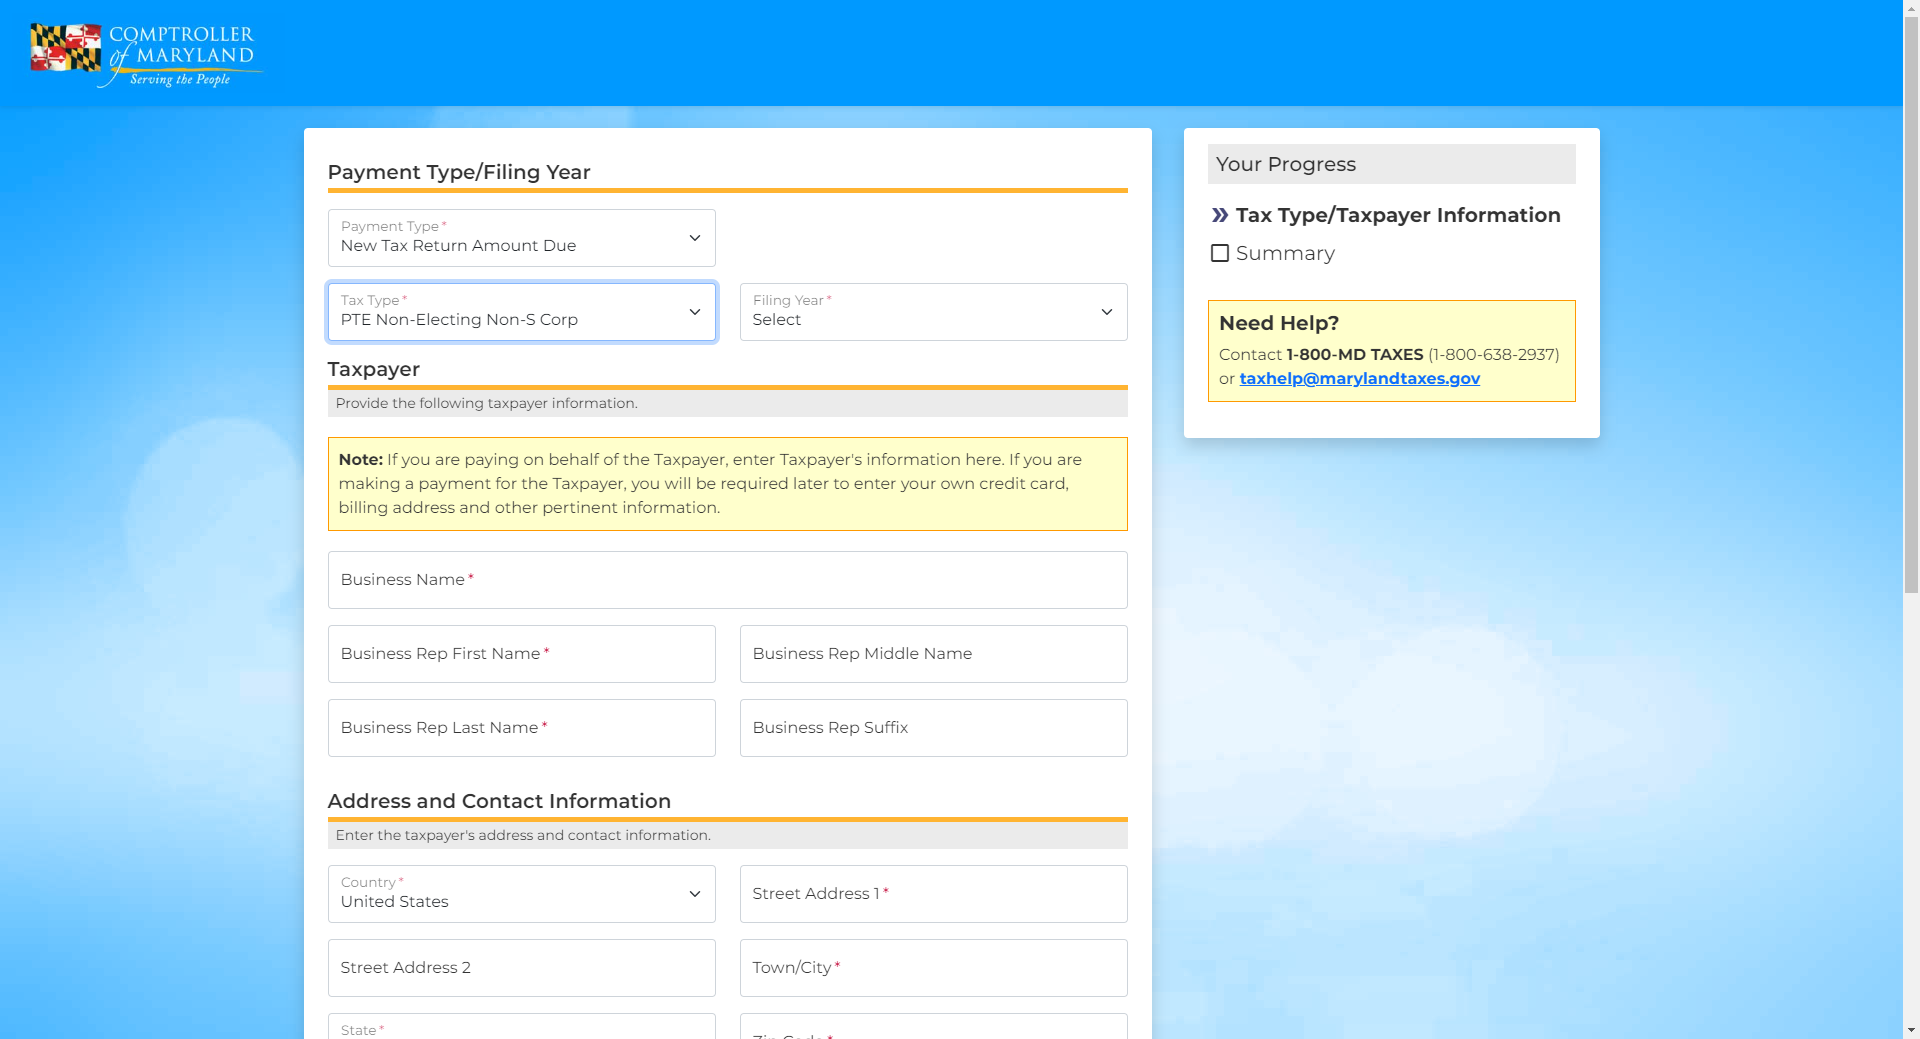 COMPTROLLER
of MARYLAND
Serving the People
Payment Type/Filing Year
Payment Type *
New Tax Return Amount Due
Tax Type *
PTE Non-Electing Non-S Corp
Filing Year *
Select
Taxpayer
Provide the following taxpayer information.
Note: If you are paying on behalf of the Taxpayer, enter Taxpayer's information here. If you are
making a payment for the Taxpayer, you will be required later to enter your own credit card,
billing address and other pertinent information.
Business Name *
Business Rep First Name *
Business Rep Middle Name
Business Rep Last Name *
Business Rep Suffix
Address and Contact Information
Enter the taxpayer's address and contact information.
Country *
United States
Street Address 1 *
Street Address 2
Town/City *
State *
Zip Code *
Your Progress
Tax Type/Taxpayer Information
Summary
Need Help?
Contact 1-800-MD TAXES (1-800-638-2937)
or taxhelp@marylandtaxes.gov